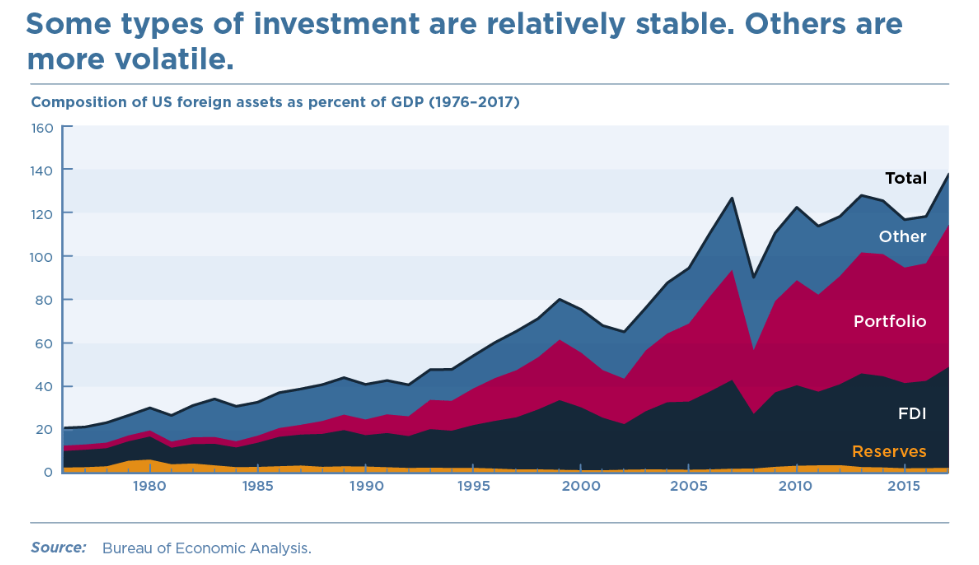 Some types of investment are relatively stable. Others are
more volatile.
Composition of US foreign assets as percent of GDP (1976–2017)
160
140
120
100
80
60
40
20
0
Total
Other
Portfolio
FDI
Reserves
1980 1985 1990 1995 2000 2005 2010 2015
Source: Bureau of Economic Analysis.